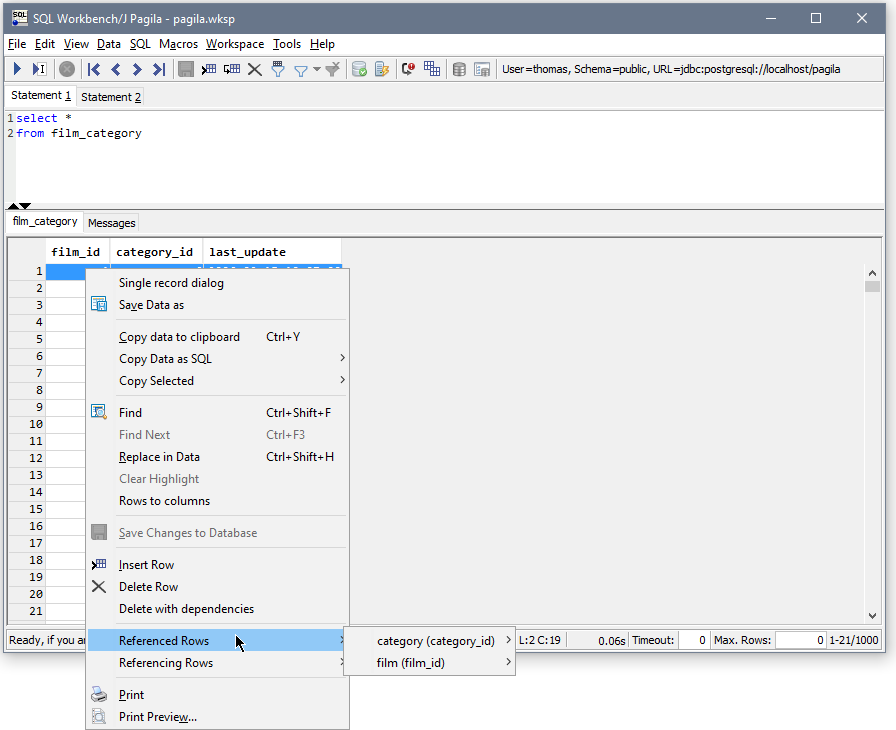 SQL Workbench/J Pagila - pagila.wksp
File Edit View Data SQL Macros Workspace Tools Help
User=thomas, Schema=public, URL=jdbc:postgresql://localhost/pagila
Statement 1 Statement 2
1 select *
2 from film_category
film_category Messages
film_id category_id last_update
1
2
3
4
5
6
7
8
9
10
11
12
13
14
15
16
17
18
19
20
21
Single record dialog
Save Data as
Copy data to clipboard Ctrl+Y
Copy Data as SQL
Copy Selected
Find Ctrl+Shift+F
Find Next Ctrl+F3
Replace in Data Ctrl+Shift+H
Clear Highlight
Rows to columns
Save Changes to Database
Insert Row
Delete Row
Delete with dependencies
Referenced Rows
Referencing Rows
Print
Print Preview...
category (category_id)
film (film_id)
Ready, if you L:2 C:19 0.06s Timeout: 0 Max. Rows: 0 1-21/1000